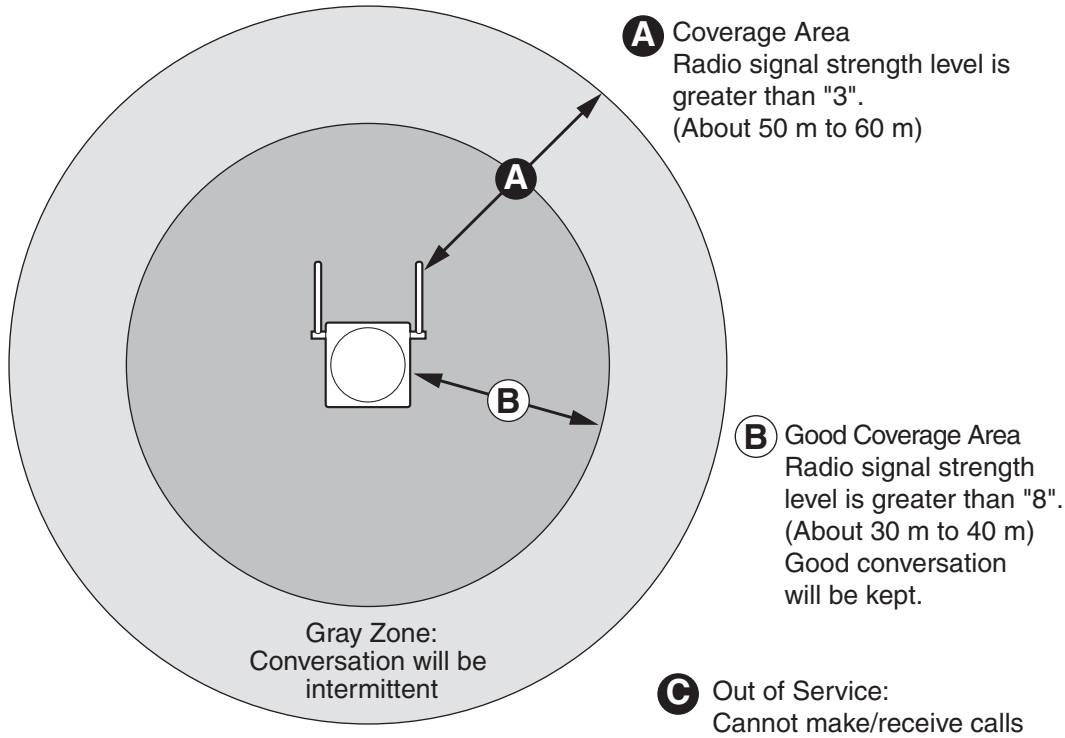 A Coverage Area
Radio signal strength level is
greater than "3".
(About 50 m to 60 m)
A
B
B Good Coverage Area
Radio signal strength
level is greater than "8".
(About 30 m to 40 m)
Good conversation
will be kept.
Gray Zone:
Conversation will be
intermittent
C Out of Service:
Cannot make/receive calls